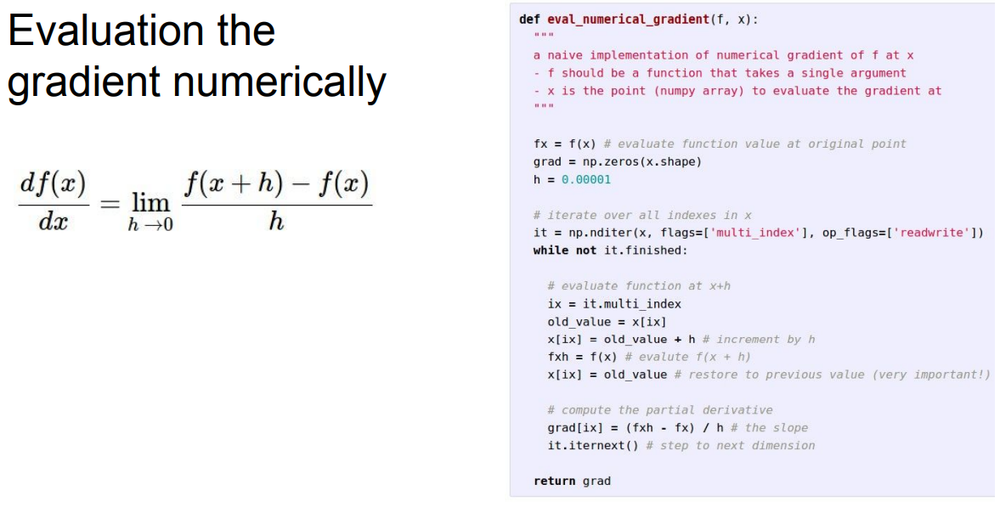 Evaluation the
gradient numerically
df(x)/dx = lim h→0 f(x + h) − f(x)/h
def eval_numerical_gradient(f, x):
"""
a naive implementation of numerical gradient of f at x
- f should be a function that takes a single argument
- x is the point (numpy array) to evaluate the gradient at
"""
fx = f(x) # evaluate function value at original point
grad = np.zeros(x.shape)
h = 0.00001
# iterate over all indexes in x
it = np.nditer(x, flags=['multi_index'], op_flags=['readwrite'])
while not it.finished:
# evaluate function at x+h
ix = it.multi_index
old_value = x[ix]
x[ix] = old_value + h # increment by h
fxh = f(x) # evalute f(x + h)
x[ix] = old_value # restore to previous value (very important!)
# compute the partial derivative
grad[ix] = (fxh - fx) / h # the slope
it.iternext() # step to next dimension
return grad